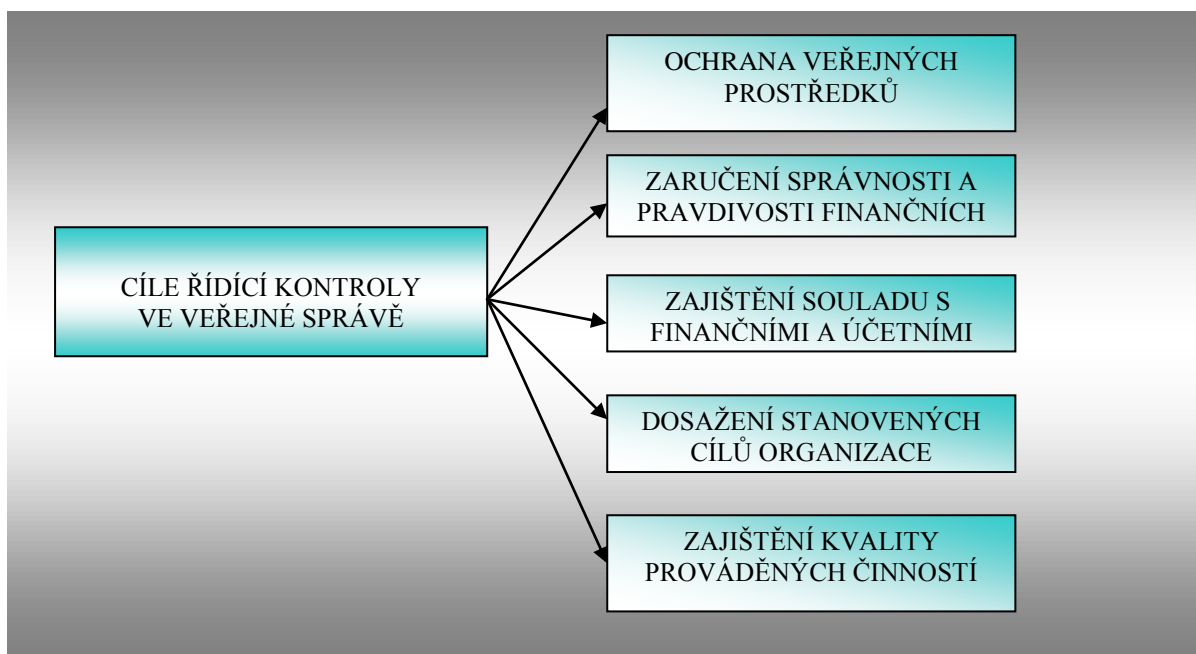 CÍLE ŘÍDÍCÍ KONTROLY
VE VEŘEJNÉ SPRÁVĚ
OCHRANA VEŘEJNÝCH
PROSTŘEDKŮ
ZARUČENÍ SPRÁVNOSTI A
PRAVDIVOSTI FINANČNÍCH
ZAJIŠTĚNÍ SOULADU S
FINANČNÍMI A ÚČETNÍMI
DOSAŽENÍ STANOVENÝCH
CÍLŮ ORGANIZACE
ZAJIŠTĚNÍ KVALITY
PROVÁDĚNÝCH ČINNOSTÍ